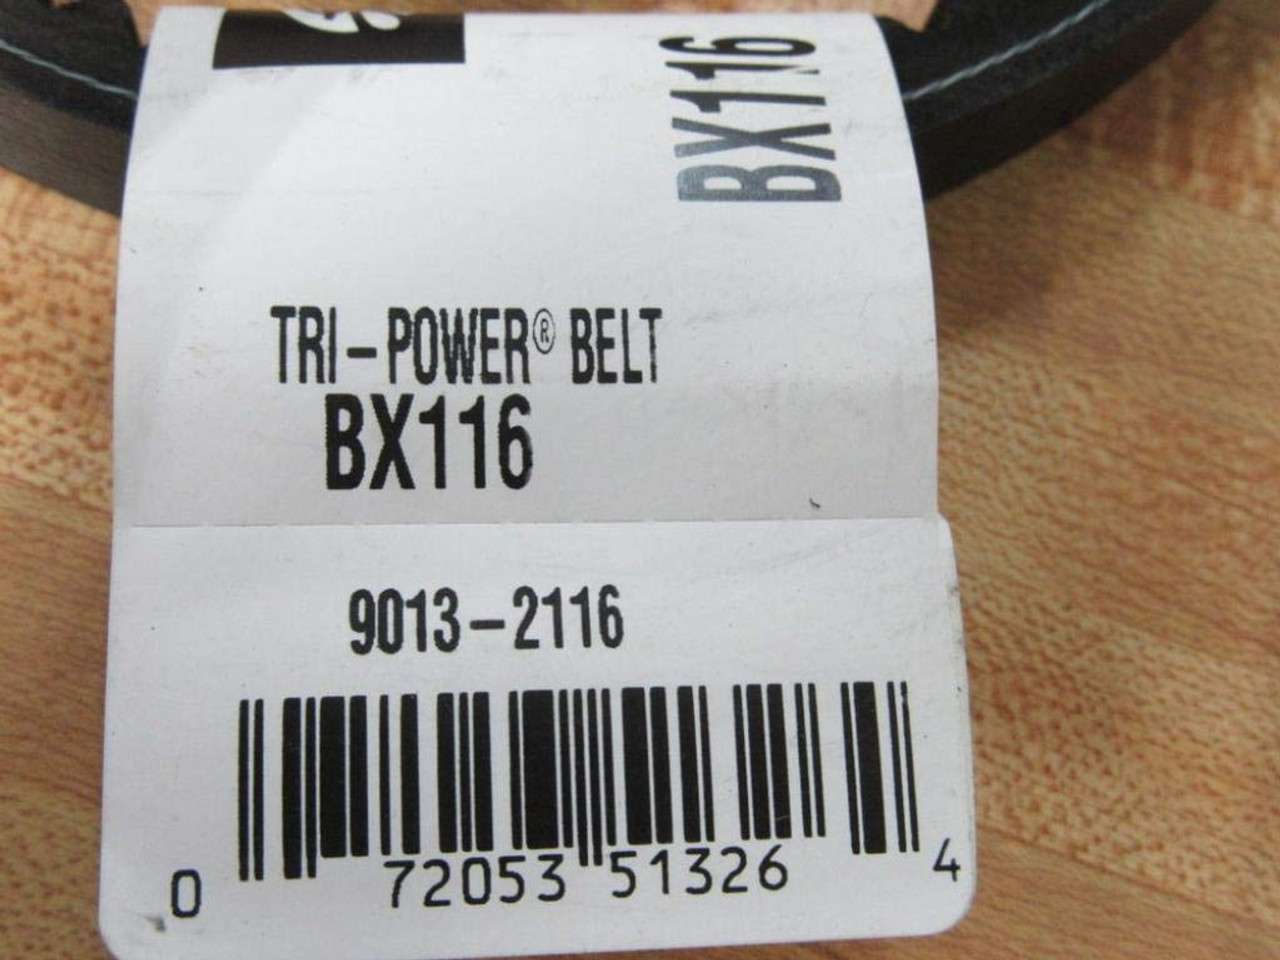 BX116
TRI-POWER® BELT
BX116
9013-2116
0 72053 51326 4